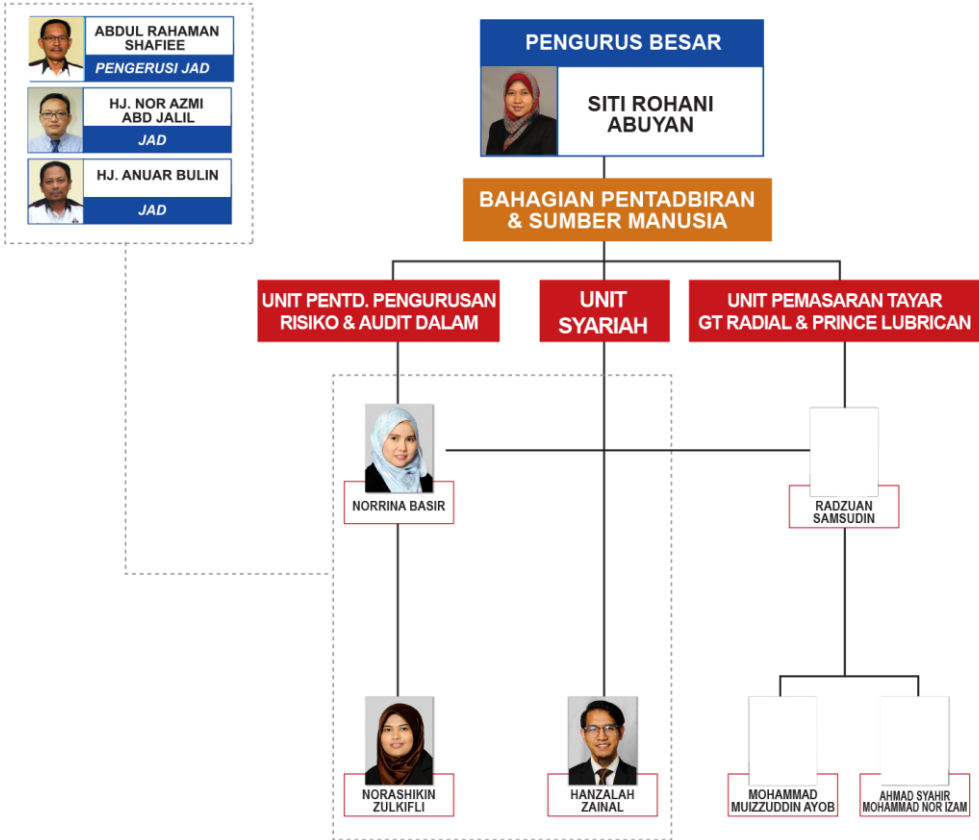 ABDUL RAHAMAN
SHAFIEE
PENGERUSI JAD
HJ. NOR AZMI
ABD JALIL
JAD
HJ. ANUAR BULIN
JAD
PENGURUS BESAR
SITI ROHANI
ABUYAN
BAHAGIAN PENTADBIRAN
& SUMBER MANUSIA
UNIT PENTD. PENGURUSAN
RISIKO & AUDIT DALAM
UNIT
SYARIAH
UNIT PEMASARAN TAYAR
GT RADIAL & PRINCE LUBRICAN
NORRINA BASIR
RADZUAN
SAMSUDIN
NORASHIKIN
ZULKIFLI
HANZALAH
ZAINAL
MOHAMMAD
MUIZZUDDIN AYOB
AHMAD SYAHIR
MOHAMMAD NOR IZAM